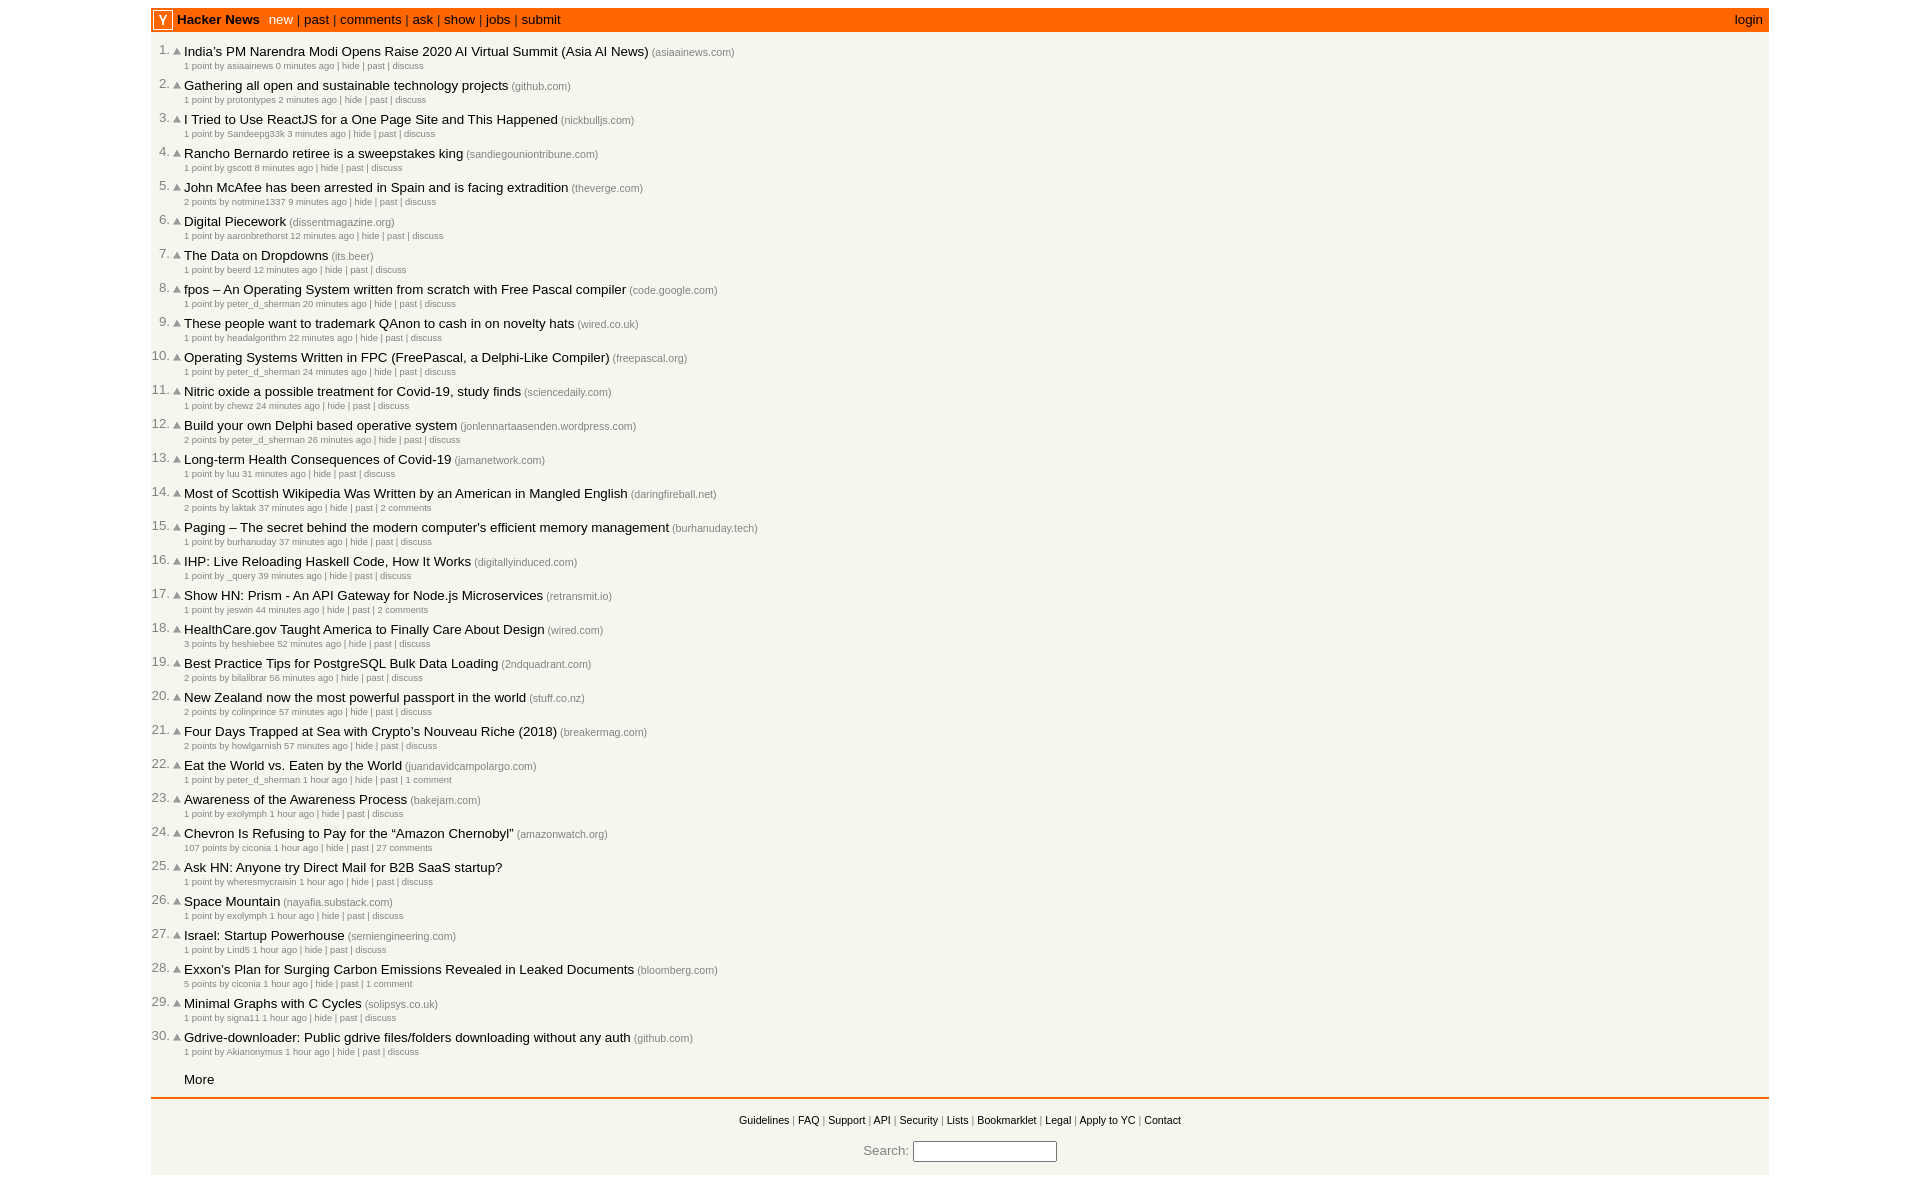 Y Hacker News new | past | comments | ask | show | jobs | submit login
1. India's PM Narendra Modi Opens Raise 2020 AI Virtual Summit (Asia AI News) (asiaainews.com)
1 point by asiaainews 0 minutes ago | hide | past | discuss
2. Gathering all open and sustainable technology projects (github.com)
1 point by protontypes 2 minutes ago | hide | past | discuss
3. I Tried to Use ReactJS for a One Page Site and This Happened (nickbulljs.com)
1 point by Sandeepg33k 3 minutes ago | hide | past | discuss
4. Rancho Bernardo retiree is a sweepstakes king (sandiegouniontribune.com)
1 point by gscott 8 minutes ago | hide | past | discuss
5. John McAfee has been arrested in Spain and is facing extradition (theverge.com)
2 points by notmine1337 9 minutes ago | hide | past | discuss
6. Digital Piecework (dissentmagazine.org)
1 point by aaronbrethorst 12 minutes ago | hide | past | discuss
7. The Data on Dropdowns (its.beer)
1 point by beerd 12 minutes ago | hide | past | discuss
8. fpos – An Operating System written from scratch with Free Pascal compiler (code.google.com)
1 point by peter_d_sherman 20 minutes ago | hide | past | discuss
9. These people want to trademark QAnon to cash in on novelty hats (wired.co.uk)
1 point by headalgorithm 22 minutes ago | hide | past | discuss
10. Operating Systems Written in FPC (FreePascal, a Delphi-Like Compiler) (freepascal.org)
1 point by peter_d_sherman 24 minutes ago | hide | past | discuss
11. Nitric oxide a possible treatment for Covid-19, study finds (sciencedaily.com)
1 point by chewz 24 minutes ago | hide | past | discuss
12. Build your own Delphi based operative system (jonlennartaasenden.wordpress.com)
2 points by peter_d_sherman 26 minutes ago | hide | past | discuss
13. Long-term Health Consequences of Covid-19 (jamanetwork.com)
1 point by luu 31 minutes ago | hide | past | discuss
14. Most of Scottish Wikipedia Was Written by an American in Mangled English (daringfireball.net)
2 points by laktak 37 minutes ago | hide | past | 2 comments
15. Paging – The secret behind the modern computer's efficient memory management (burhanuday.tech)
1 point by burhanuday 37 minutes ago | hide | past | discuss
16. IHP: Live Reloading Haskell Code, How It Works (digitallyinduced.com)
1 point by _query 39 minutes ago | hide | past | discuss
17. Show HN: Prism - An API Gateway for Node.js Microservices (retransmit.io)
1 point by jeswin 44 minutes ago | hide | past | 2 comments
18. HealthCare.gov Taught America to Finally Care About Design (wired.com)
3 points by heshiebee 52 minutes ago | hide | past | discuss
19. Best Practice Tips for PostgreSQL Bulk Data Loading (2ndquadrant.com)
2 points by bilalibrar 56 minutes ago | hide | past | discuss
20. New Zealand now the most powerful passport in the world (stuff.co.nz)
2 points by colinprince 57 minutes ago | hide | past | discuss
21. Four Days Trapped at Sea with Crypto's Nouveau Riche (2018) (breakermag.com)
2 points by howlgarnish 57 minutes ago | hide | past | discuss
22. Eat the World vs. Eaten by the World (juandavidcampolargo.com)
1 point by peter_d_sherman 1 hour ago | hide | past | 1 comment
23. Awareness of the Awareness Process (bakejam.com)
1 point by exolymph 1 hour ago | hide | past | discuss
24. Chevron Is Refusing to Pay for the “Amazon Chernobyl” (amazonwatch.org)
107 points by ciconia 1 hour ago | hide | past | 27 comments
25. Ask HN: Anyone try Direct Mail for B2B SaaS startup?
1 point by wheresmycraisin 1 hour ago | hide | past | discuss
26. Space Mountain (nayafia.substack.com)
1 point by exolymph 1 hour ago | hide | past | discuss
27. Israel: Startup Powerhouse (semiengineering.com)
1 point by Lind5 1 hour ago | hide | past | discuss
28. Exxon's Plan for Surging Carbon Emissions Revealed in Leaked Documents (bloomberg.com)
5 points by ciconia 1 hour ago | hide | past | 1 comment
29. Minimal Graphs with C Cycles (solipsys.co.uk)
1 point by signa11 1 hour ago | hide | past | discuss
30. Gdrive-downloader: Public gdrive files/folders downloading without any auth (github.com)
1 point by Akianonymus 1 hour ago | hide | past | discuss
More
Guidelines | FAQ | Support | API | Security | Lists | Bookmarklet | Legal | Apply to YC | Contact
Search: